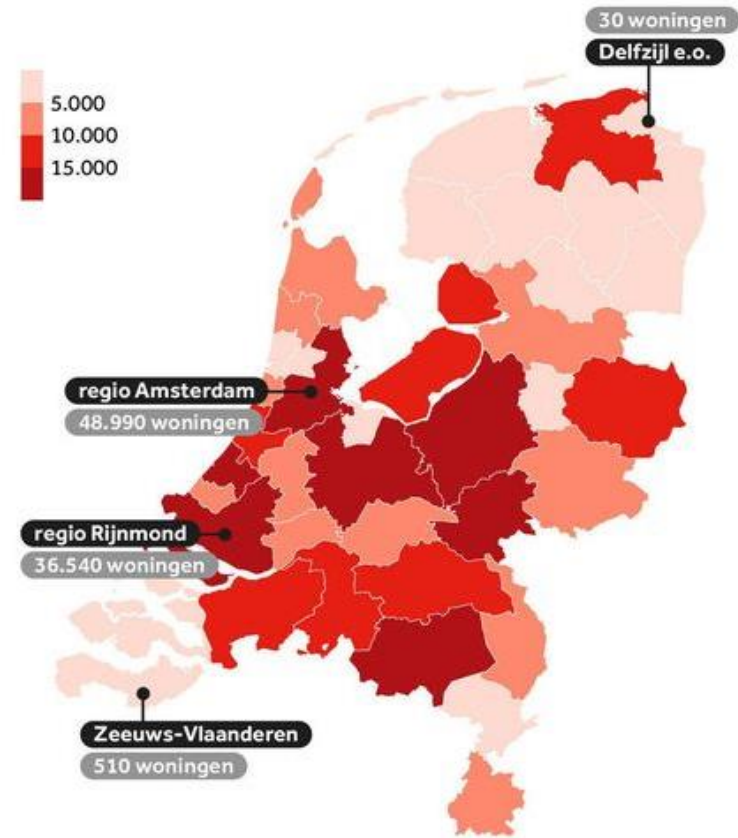 30 woningen
Delfzijl e.o.
5.000
10.000
15.000
regio Amsterdam
48.990 woningen
regio Rijnmond
36.540 woningen
Zeeuws-Vlaanderen
510 woningen